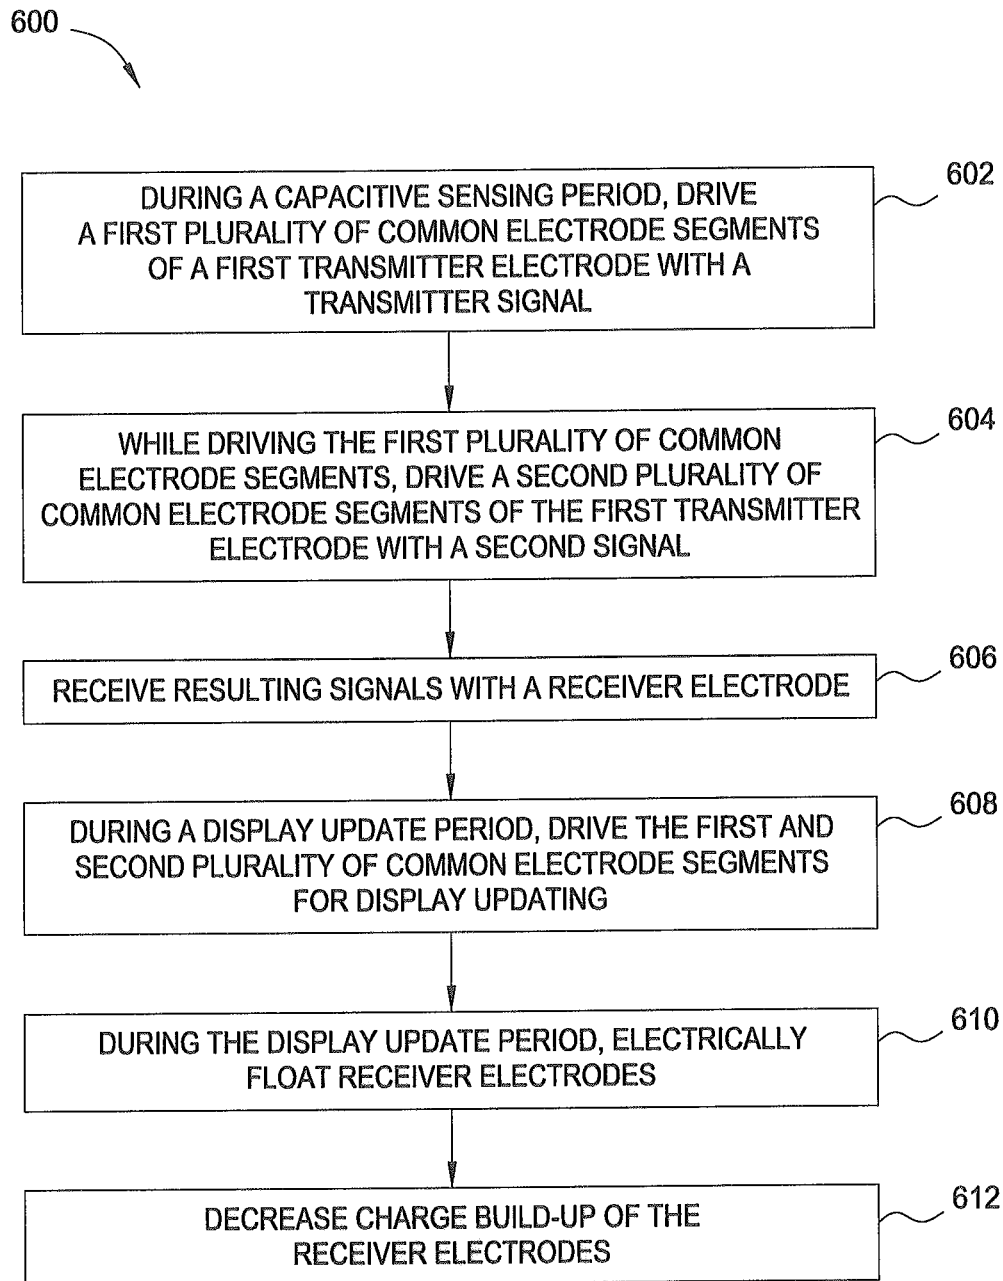 600
602
DURING A CAPACITIVE SENSING PERIOD, DRIVE
A FIRST PLURALITY OF COMMON ELECTRODE SEGMENTS
OF A FIRST TRANSMITTER ELECTRODE WITH A
TRANSMITTER SIGNAL
604
WHILE DRIVING THE FIRST PLURALITY OF COMMON
ELECTRODE SEGMENTS, DRIVE A SECOND PLURALITY OF
COMMON ELECTRODE SEGMENTS OF THE FIRST TRANSMITTER
ELECTRODE WITH A SECOND SIGNAL
606
RECEIVE RESULTING SIGNALS WITH A RECEIVER ELECTRODE
608
DURING A DISPLAY UPDATE PERIOD, DRIVE THE FIRST AND
SECOND PLURALITY OF COMMON ELECTRODE SEGMENTS
FOR DISPLAY UPDATING
610
DURING THE DISPLAY UPDATE PERIOD, ELECTRICALLY
FLOAT RECEIVER ELECTRODES
612
DECREASE CHARGE BUILD-UP OF THE
RECEIVER ELECTRODES